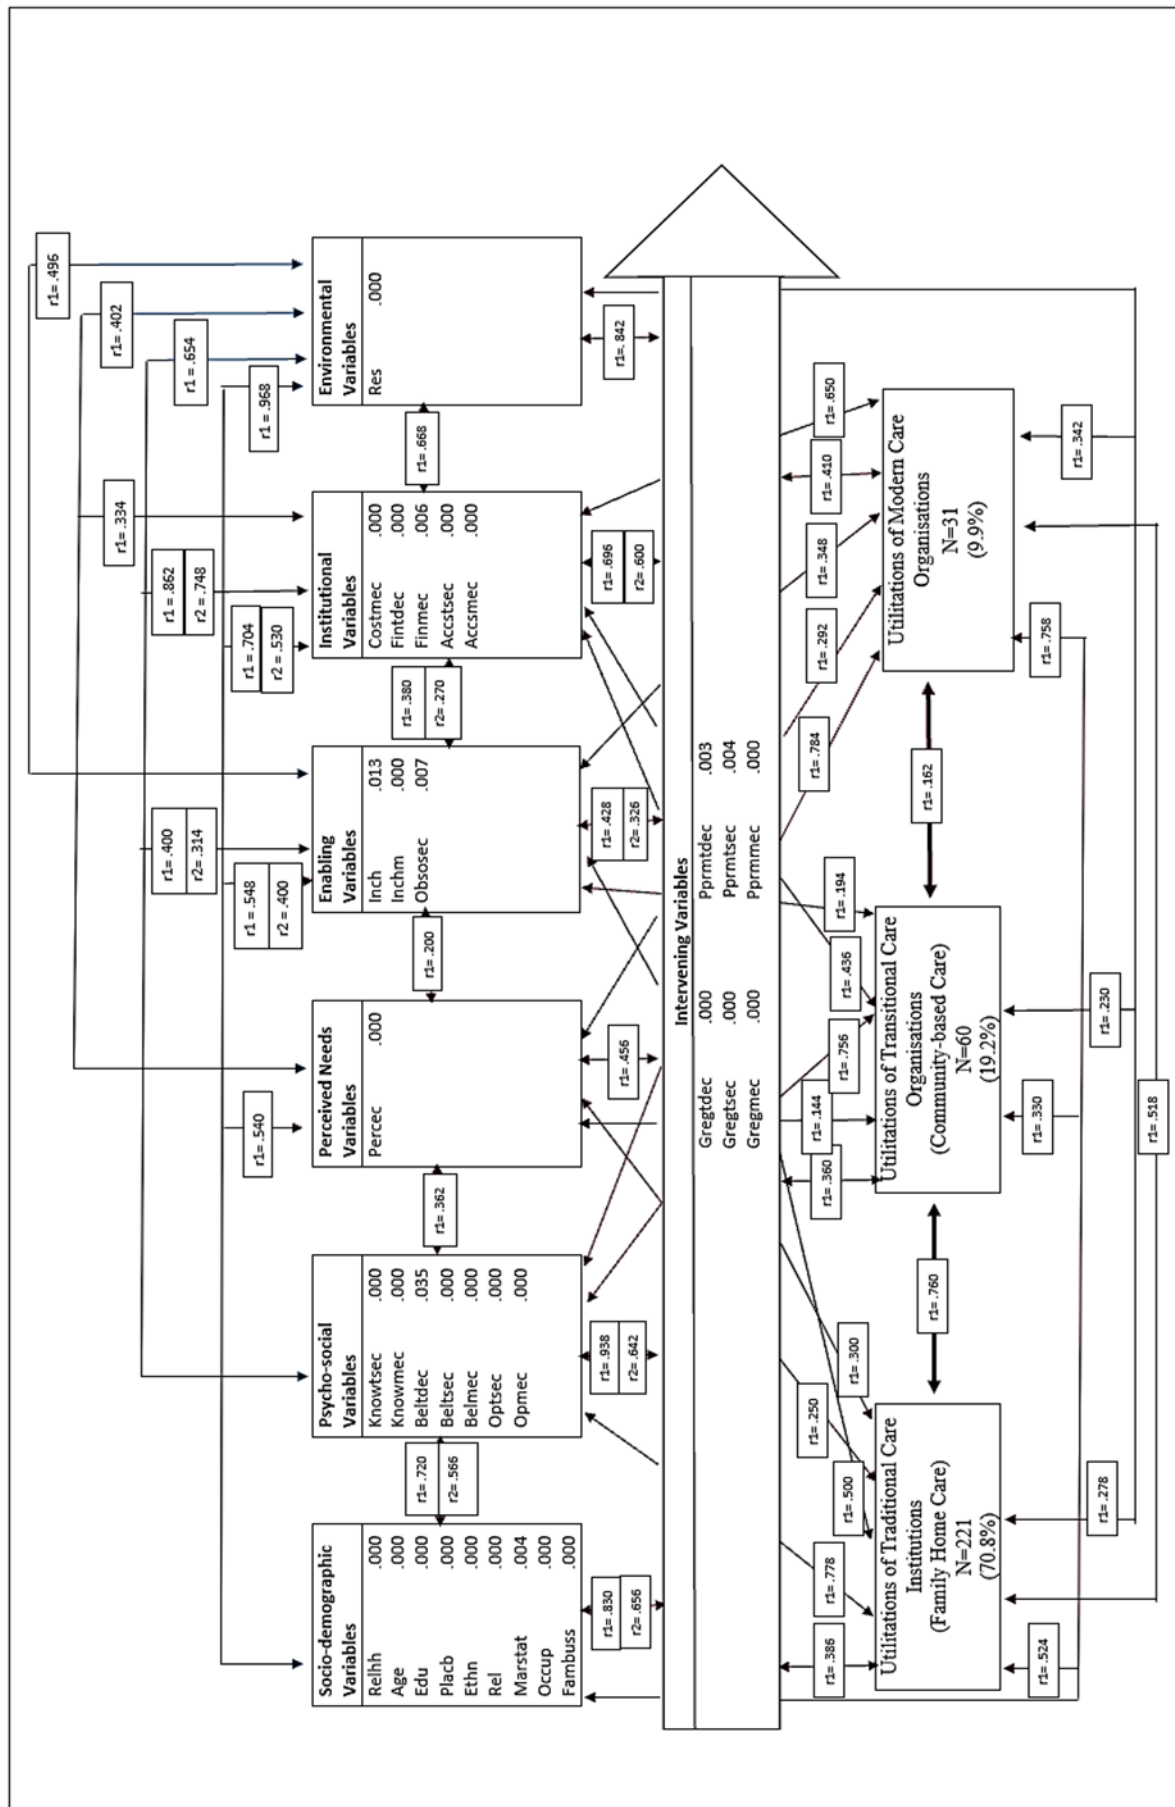 r1= .496
r1= .402
r1 = .654
r1= .968
r1= .334
r1= .862
r2= .748
r1= .704
r2= .530
r1= .400
r2= .314
r1= .548
r2= .400
r1= .540
Socio-demographic
Variables
Relhh .000
Age .000
Edu .000
Placb .000
Ethn .000
Rel .000
Marstat .004
Occup .000
Fambuss .000
r1= .720
r2= .566
Psycho-social
Variables
Knowtsec .000
Knowmec .000
Beltdec .035
Beltsec .000
Belmec .000
Optsec .000
Opmec .000
r1= .362
Perceived Needs
Variables
Percec .000
r1= .200
Enabling
Variables
Inch .013
Inchm .000
Obsosec .007
r1= .380
r2= .270
Institutional
Variables
Costmec .000
Fintdec .000
Finmec .006
Accstsec .000
Accsmec .000
r1= .668
Environmental
Variables
Res .000
r1= .830
r2= .656
r1= .938
r2= .642
r1= .456
r1= .428
r2= .326
r1= .696
r2= .600
r1=. 842
Intervening Variables
Gregtdec .000 Pprmtdec .003
Gregtsec .000 Pprmtsec .004
Gregmec .000 Pprmmec .000
r1= .386
r1= .778
r1= .500
r1= .250
r1= .300
r1= .360
r1= .144
r1= .756
r1= .436
r1= .194
r1= .784
r1= .292
r1= .348
r1= .410
r1= .650
Utilitations of Traditional Care
Institutions
(Family Home Care)
N=221
(70.8%)
r1= .760
Utilitations of Transitional Care
Organisations
(Community-based Care)
N=60
(19.2%)
r1= .162
Utilitations of Modern Care
Organisations
N=31
(9.9%)
r1= .524
r1= .278
r1= .330
r1= .230
r1= .758
r1= .342
r1= .518